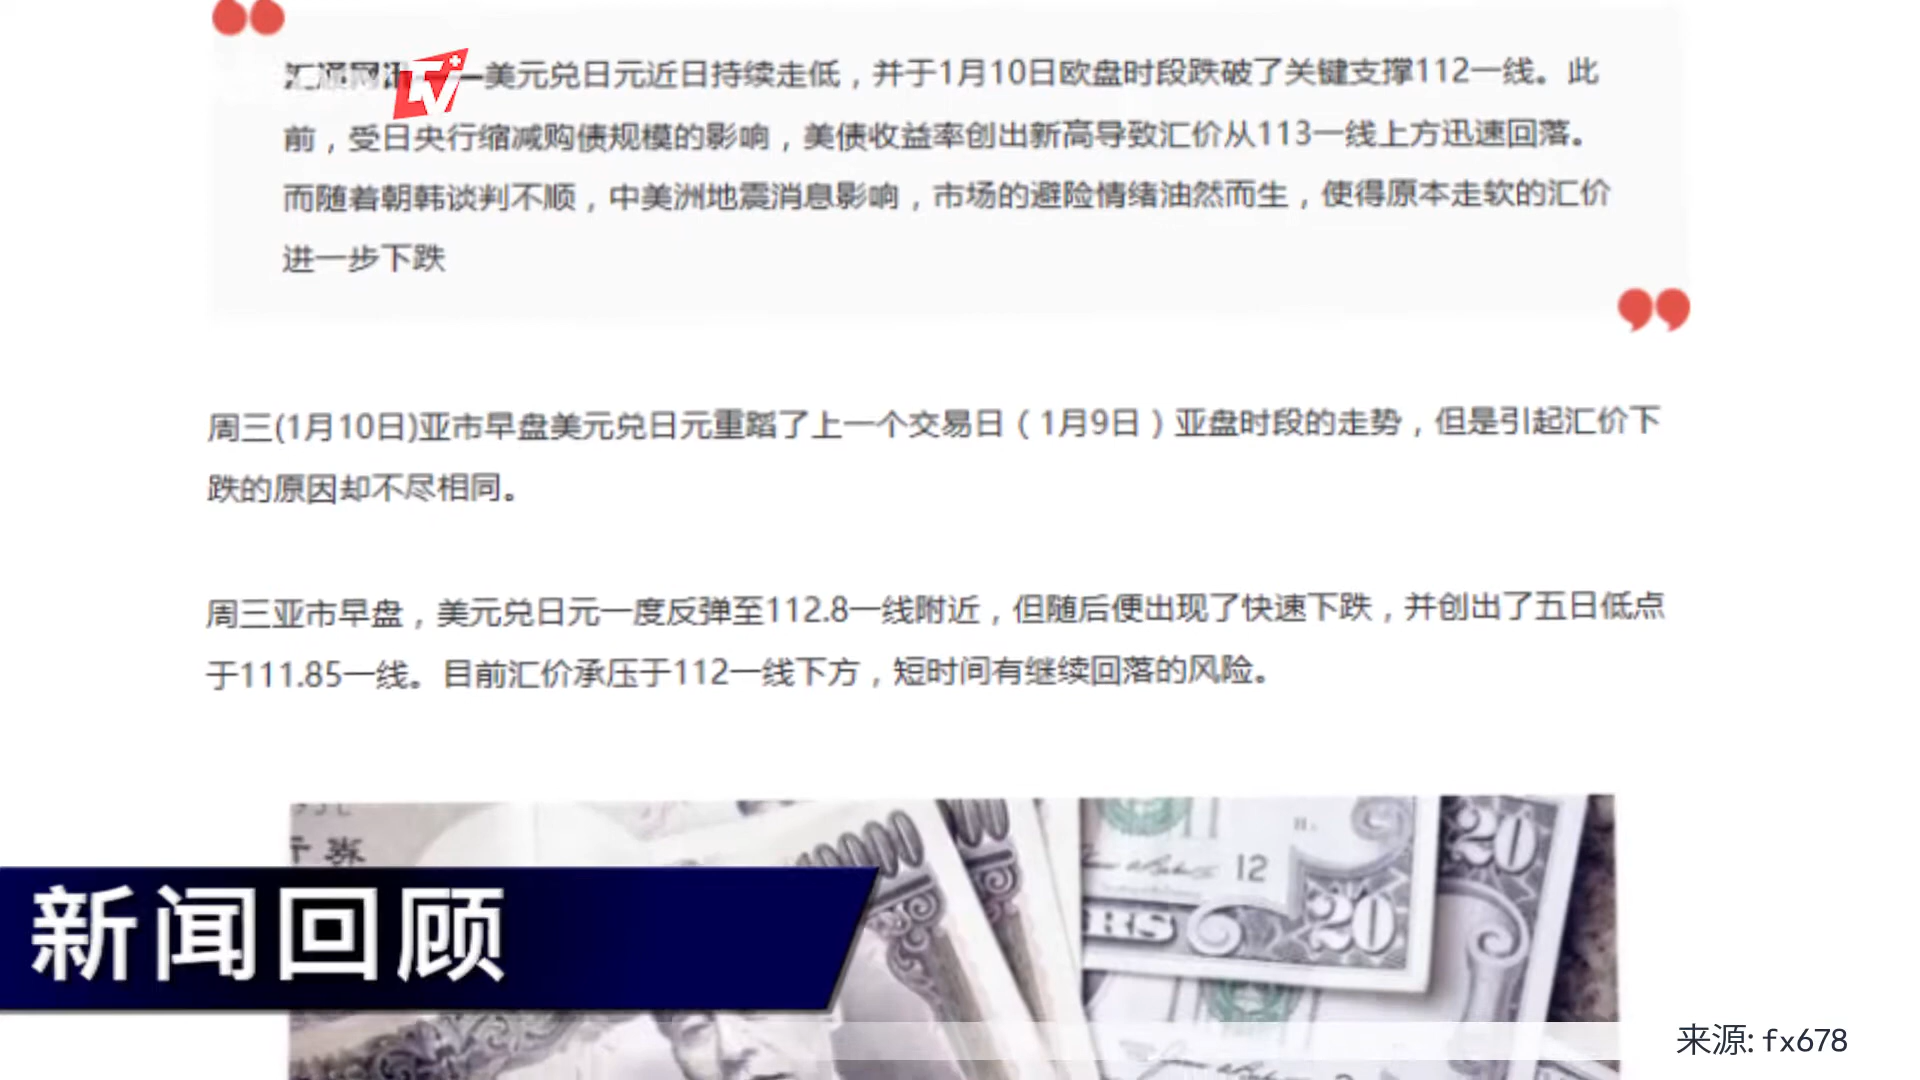 汇通网讯——美元兑日元近日持续走低，并于1月10日欧盘时段跌破了关键支撑112一线。此
前，受日央行缩减购债规模的影响，美债收益率创出新高导致汇价从113一线上方迅速回落。
而随着朝韩谈判不顺，中美洲地震消息影响，市场的避险情绪油然而生，使得原本走软的汇价
进一步下跌
TV+
周三(1月10日)亚市早盘美元兑日元重蹈了上一个交易日（1月9日）亚盘时段的走势，但是引起汇价下
跌的原因却不尽相同。
周三亚市早盘，美元兑日元一度反弹至112.8一线附近，但随后便出现了快速下跌，并创出了五日低点
于111.85一线。目前汇价承压于112一线下方，短时间有继续回落的风险。
10000
12
20
20
RS
新闻回顾
来源: fx678